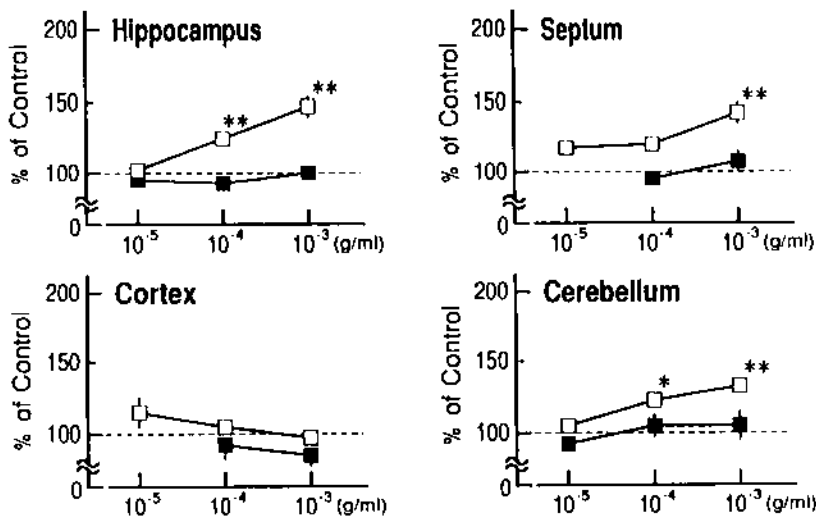 Hippocampus
% of Control
200
150
100
0
**
**
10-5
10-4
10-3 (g/ml)
Septum
% of Control
200
150
100
0
**
10-5
10-4
10-3 (g/ml)
Cortex
% of Control
200
150
100
0
10-5
10-4
10-3 (g/ml)
Cerebellum
% of Control
200
150
100
0
*
**
10-5
10-4
10-3 (g/ml)